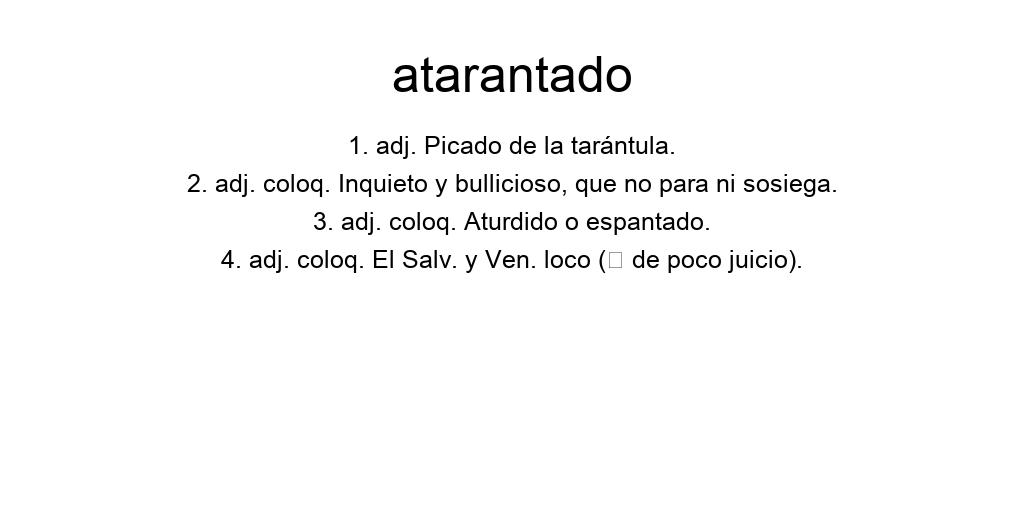 atarantado
1. adj. Picado de la tarántula.
2. adj. coloq. Inquieto y bullicioso, que no para ni sosiega.
3. adj. coloq. Aturdido o espantado.
4. adj. coloq. El Salv. y Ven. loco (□ de poco juicio).